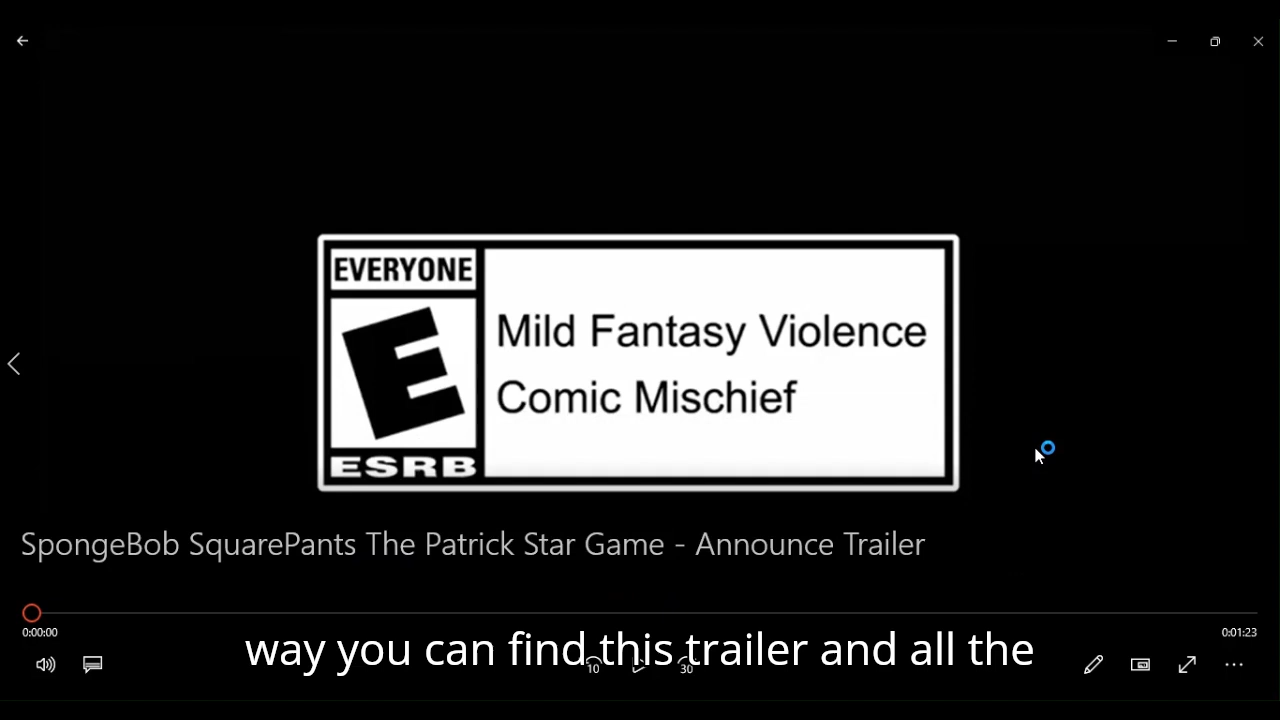 EVERYONE
E
ESRB
Mild Fantasy Violence
Comic Mischief
SpongeBob SquarePants The Patrick Star Game - Announce Trailer
0:00:00
0:01:23
way you can find this trailer and all the
10
30